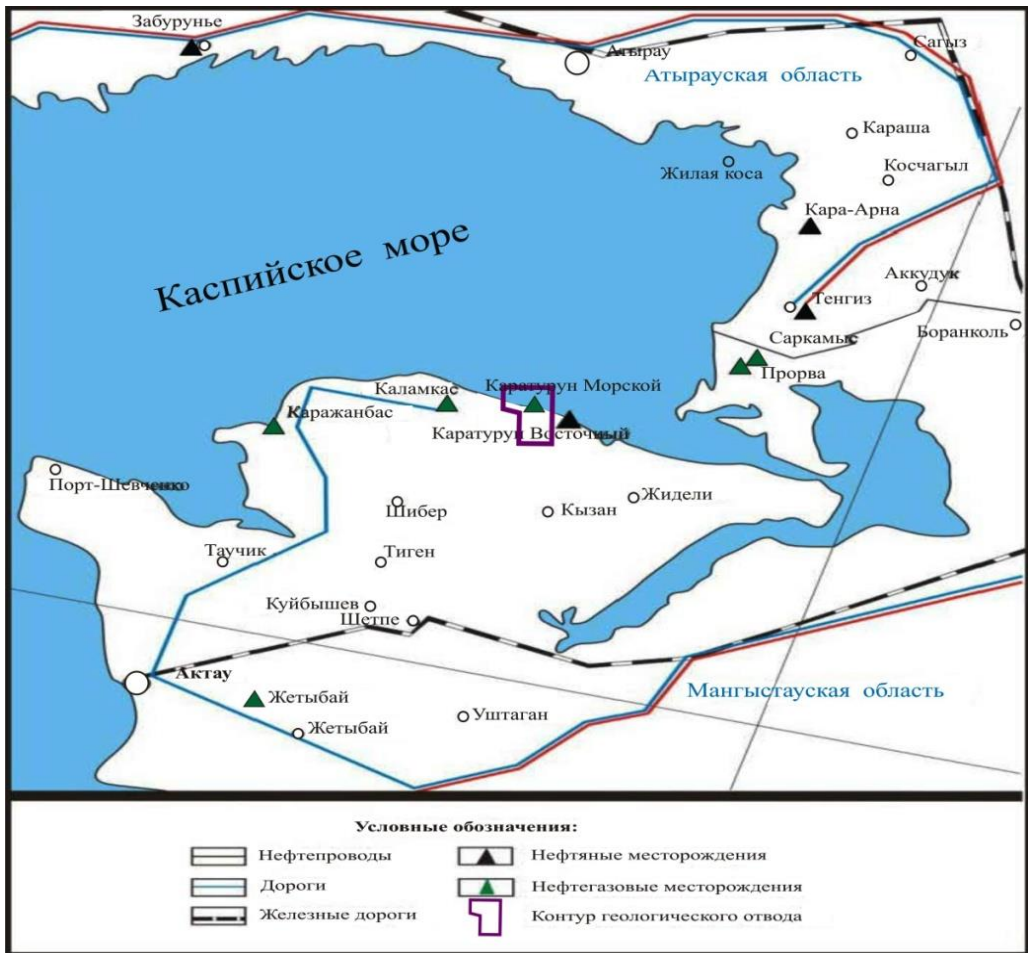 Забурунье
Атырау
Сагыз
Атырауская область
Караша
Жилая коса
Косчагыл
Кара-Арна
Каспийское море
Аккудук
Тенгиз
Боранколь
Саркамыс
Прорва
Каламкас
Каратурун Морской
Каражанбас
Каратурун Восточный
Порт-Шевченко
Шибер
Кызан
Жидели
Таучик
Тиген
Куйбышев
Шетпе
Актау
Мангыстауская область
Жетыбай
Уштаган
Жетыбай
Условные обозначения:
Нефтепроводы
Нефтяные месторождения
Дороги
Нефтегазовые месторождения
Железные дороги
Контур геологического отвода